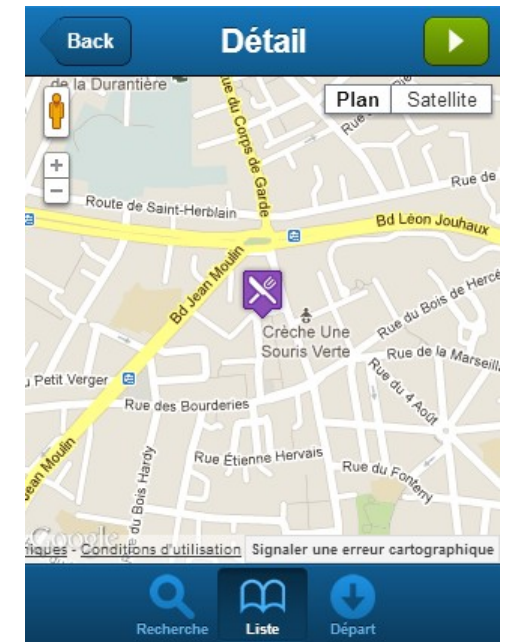 Back
Détail
de la Durantière
Plan
Satellite
Rue du Corps de Garde
Rue
Rue de
Route de Saint-Herblain
Bd Léon Jouhaux
Bd Jean Moulin
Crèche Une
Souris Verte
Rue du Bois de Hercé
Rue de la Marseill
Petit Verger
Rue des Bourderies
Rue du 4 Août
Rue Étienne Hervais
Rue du Fonteny
Jean Moulin
du Bois Hardy
Google
Conditions d'utilisation
Signaler une erreur cartographique
Recherche
Liste
Départ